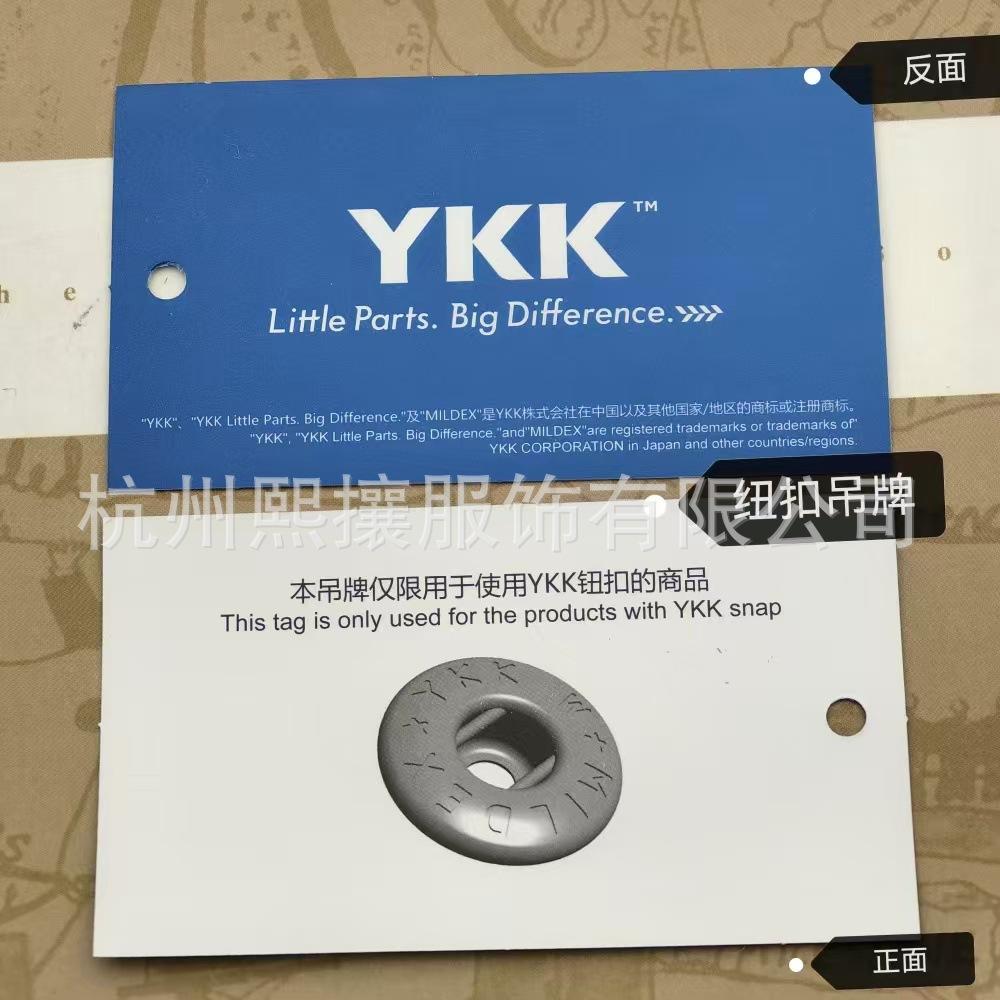 反面
YKK™
Little Parts. Big Difference.
h e
s o
"YKK"、"YKK Little Parts. Big Difference."及"MILDEX"是YKK株式会社在中国以及其他国家/地区的商标或注册商标。
"YKK", "YKK Little Parts. Big Difference."and"MILDEX"are registered trademarks or trademarks of"
YKK CORPORATION in Japan and other countries/regions.
纽扣吊牌
杭州熙攘服饰有限公司
本吊牌仅限用于使用YKK钮扣的商品
This tag is only used for the products with YKK snap
YKK
MILDEX
正面